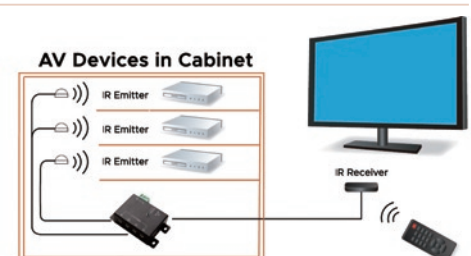 AV Devices in Cabinet
IR Emitter
IR Emitter
IR Emitter
IR Receiver